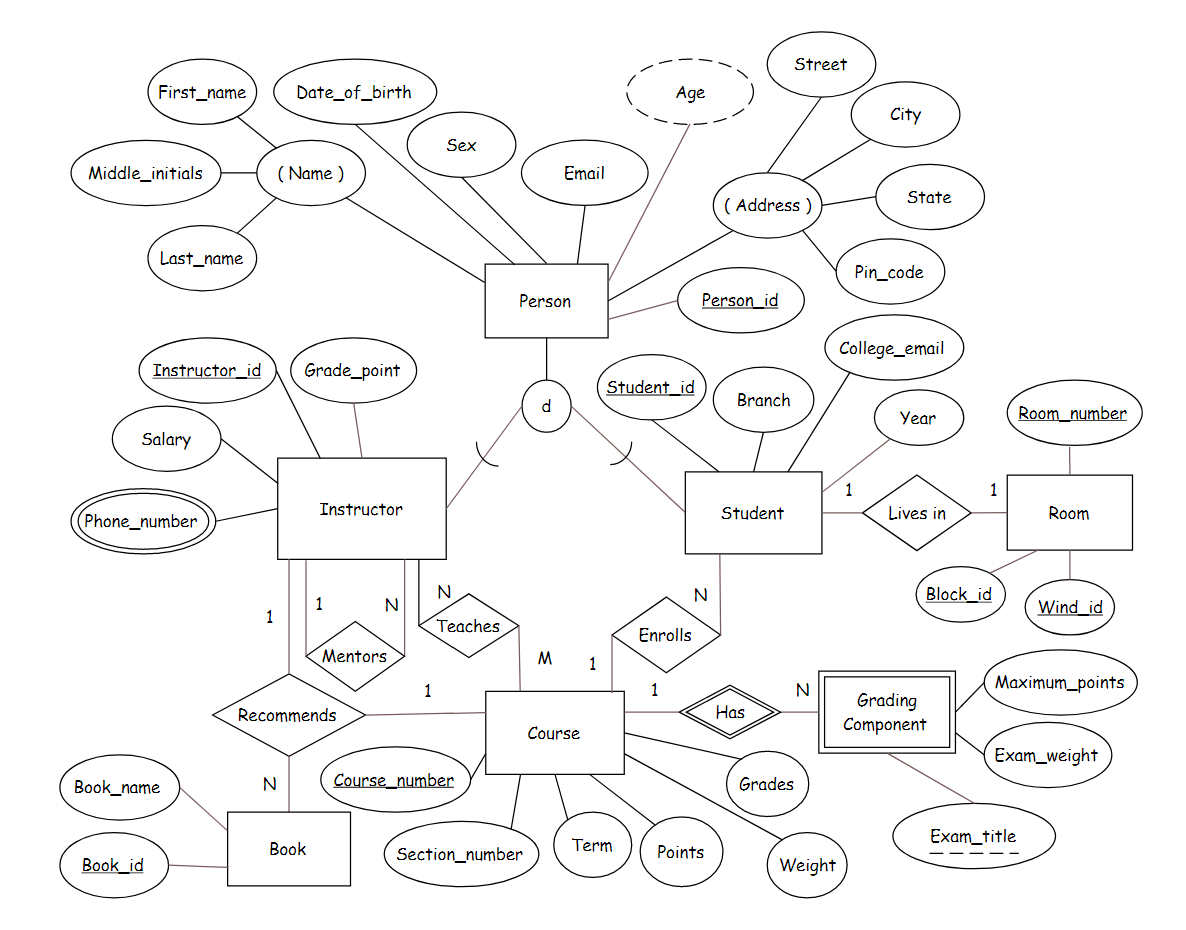 Street
First_name
Date_of_birth
Age
City
Sex
Middle_initials
( Name )
Email
State
( Address )
Last_name
Pin_code
Person
Person_id
College_email
Instructor_id
Grade_point
Student_id
Branch
d
Year
Room_number
Salary
1
1
Instructor
Student
Lives in
Room
Phone_number
N
N
Block_id
Wind_id
1
1
N
Teaches
Enrolls
Mentors
M
1
Maximum_points
1
1
N
Grading
Component
Recommends
Has
Course
Exam_weight
Course_number
Grades
N
Book_name
Exam_title
Term
Book
Section_number
Points
Book_id
Weight